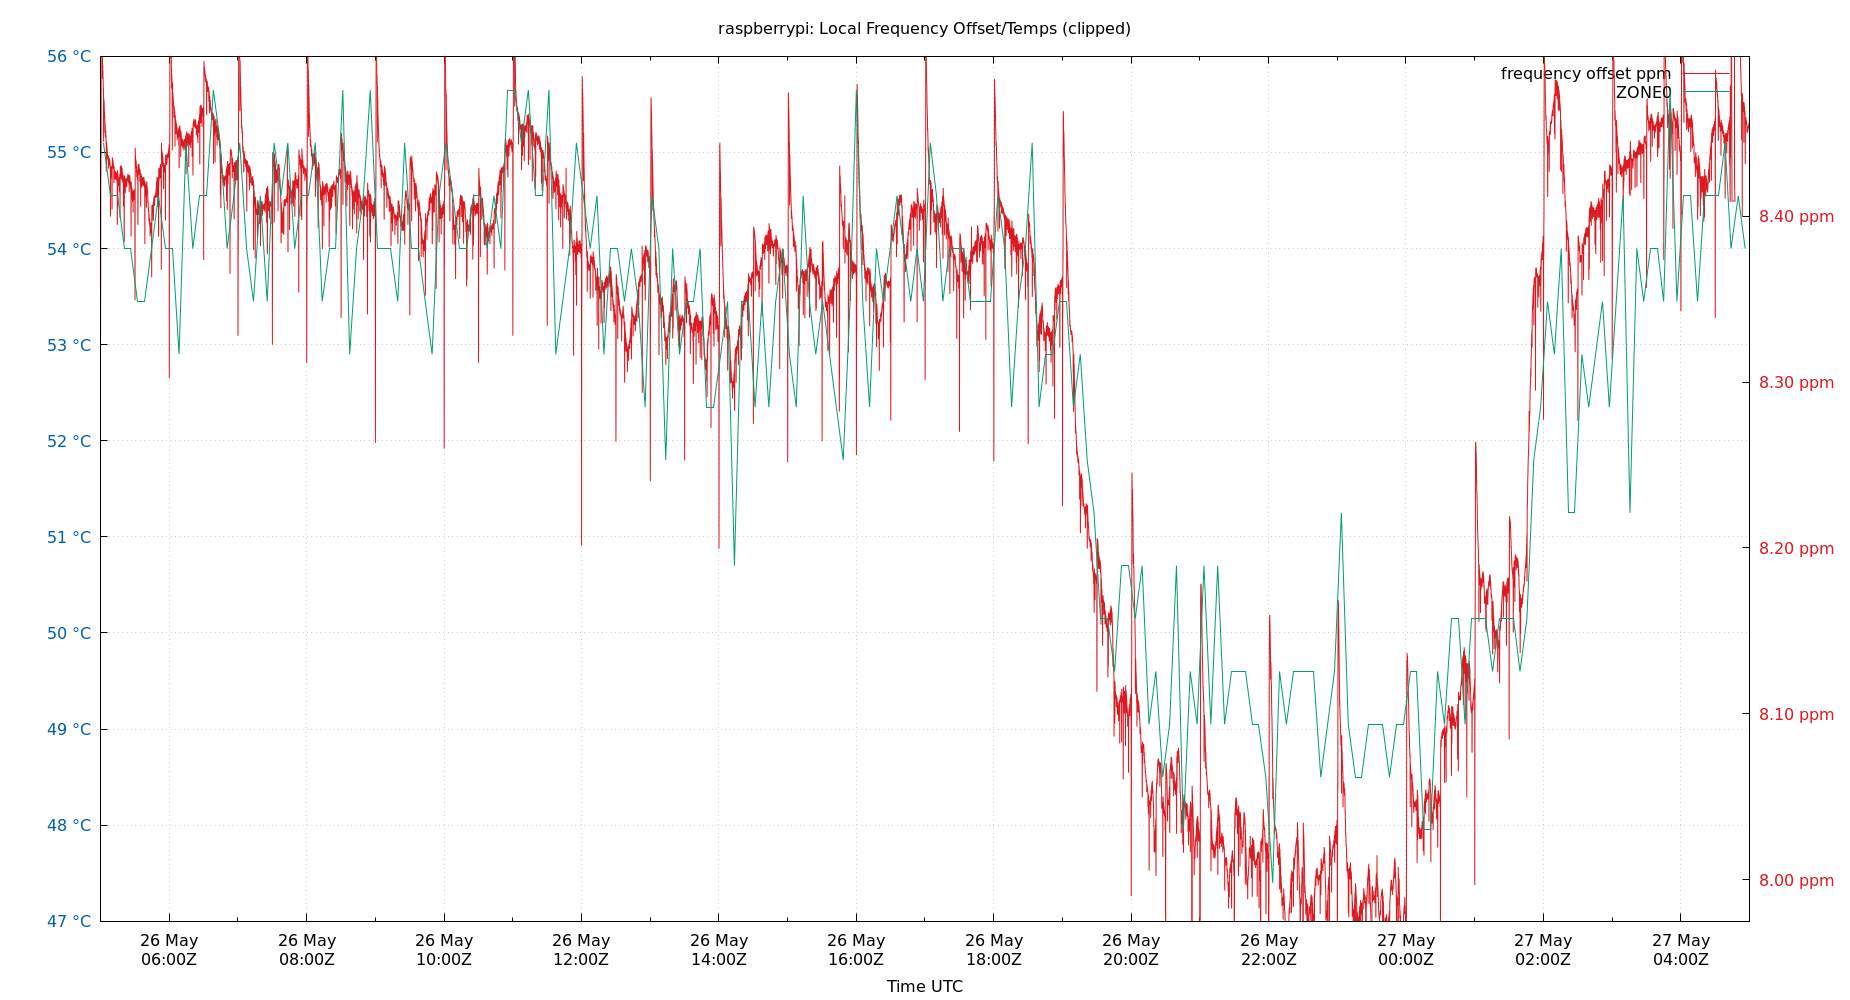 raspberrypi: Local Frequency Offset/Temps (clipped)
56 °C
55 °C
54 °C
53 °C
52 °C
51 °C
50 °C
49 °C
48 °C
47 °C
frequency offset ppm
ZONE0
8.40 ppm
8.30 ppm
8.20 ppm
8.10 ppm
8.00 ppm
26 May 26 May 26 May 26 May 26 May 26 May 26 May 26 May 26 May 27 May 27 May 27 May
06:00Z 08:00Z 10:00Z 12:00Z 14:00Z 16:00Z 18:00Z 20:00Z 22:00Z 00:00Z 02:00Z 04:00Z
Time UTC